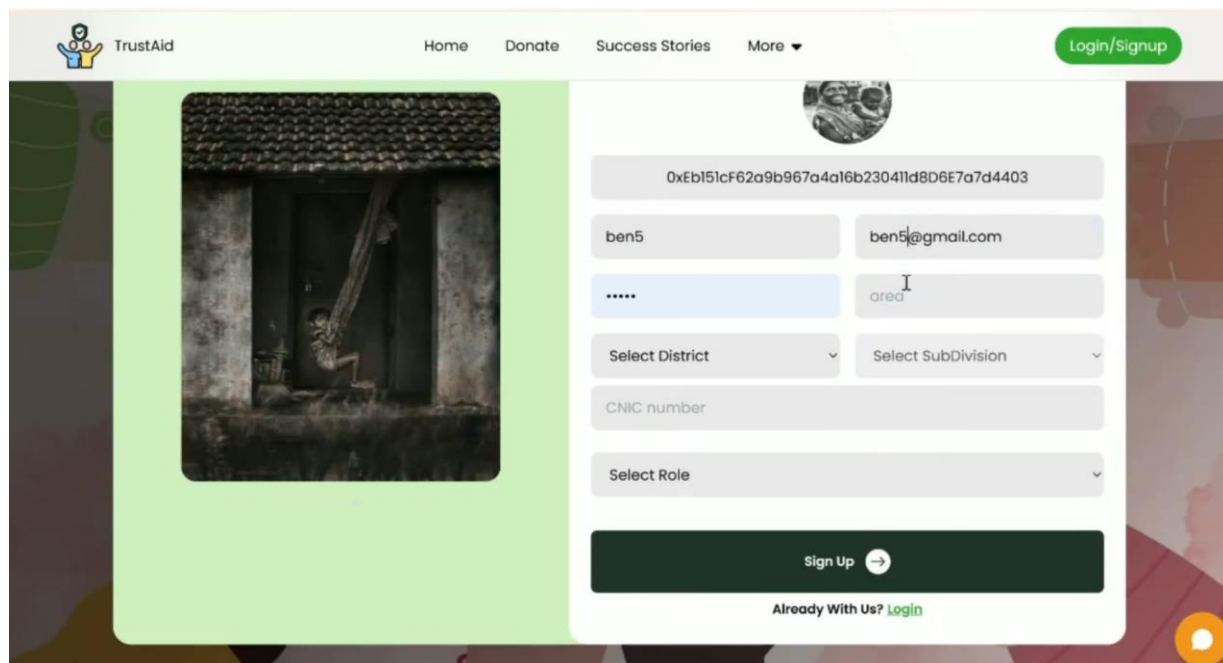 TrustAid Home Donate Success Stories More Login/Signup
0xEb151cF62a9b967a4a16b230411d8D6E7a7d4403
ben5 ben5@gmail.com
••••• area
Select District Select SubDivision
CNIC number
Select Role
Sign Up
Already With Us? Login